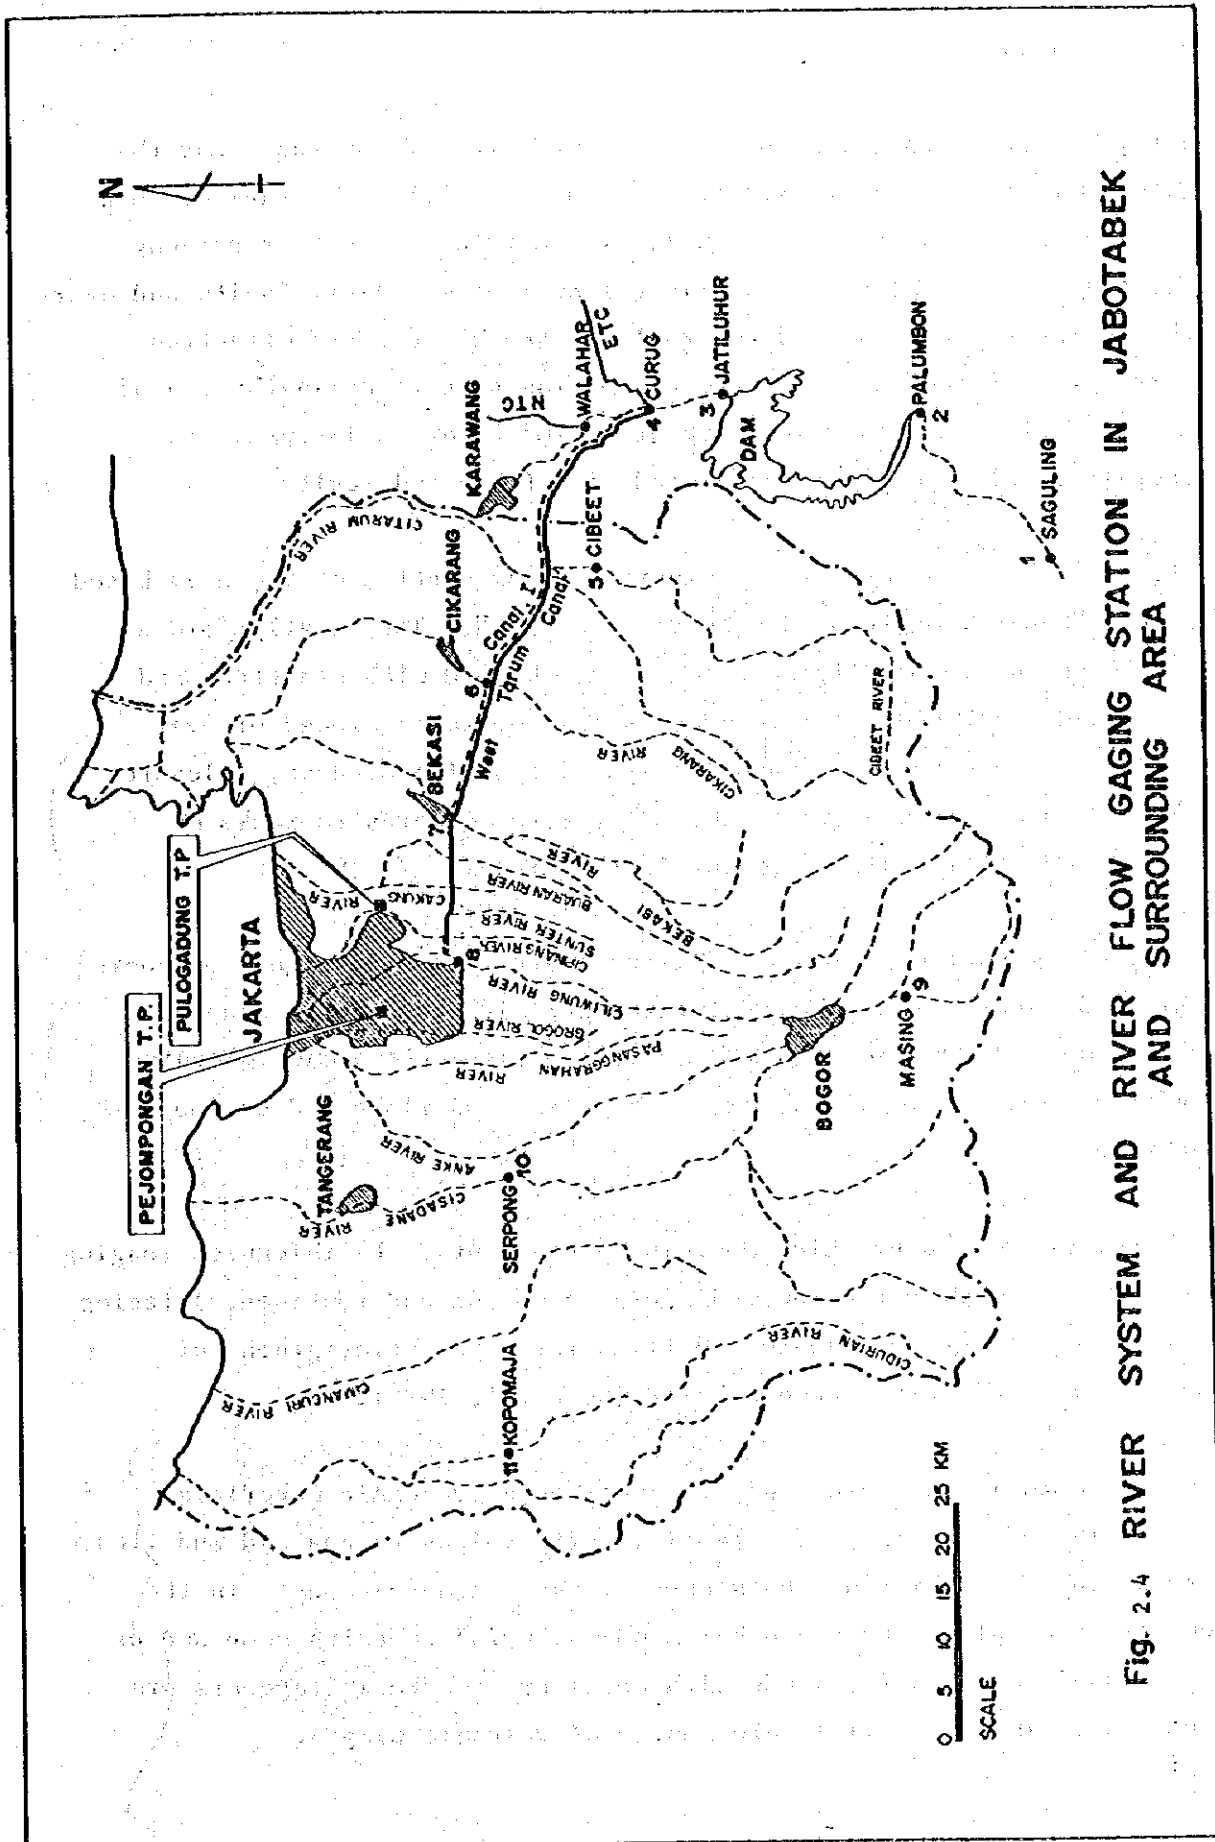 N
PEJOMPONGAN T.P.
PULOGADUNG T.P.
JAKARTA
TANGERANG
BEKASI
CIKARANG
KARAWANG
CITARUM RIVER
NTC
WALAHAR
ETC
4 CURUG
3 JATILUHUR
DAM
PALUMBON
2
1 SAGULING
5 CIBEET
6
7
8
Canal I
West Tarum Canal
CIBEET RIVER
CIKARANG RIVER
BEKASI RIVER
BUARAN RIVER
CAKUNG RIVER
SUNTER RIVER
CIPINANG RIVER
CILIWUNG RIVER
GROGOL RIVER
PASANGGRAHAN RIVER
ANKE RIVER
CISADANE RIVER
SERPONG 10
BOGOR
MASING 9
CIMANCURI RIVER
CIDURIAN RIVER
11 KOPOMAJA
0 5 10 15 20 25 KM
SCALE
Fig. 2.4 RIVER SYSTEM AND RIVER FLOW GAGING STATION IN JABOTABEK
AND SURROUNDING AREA